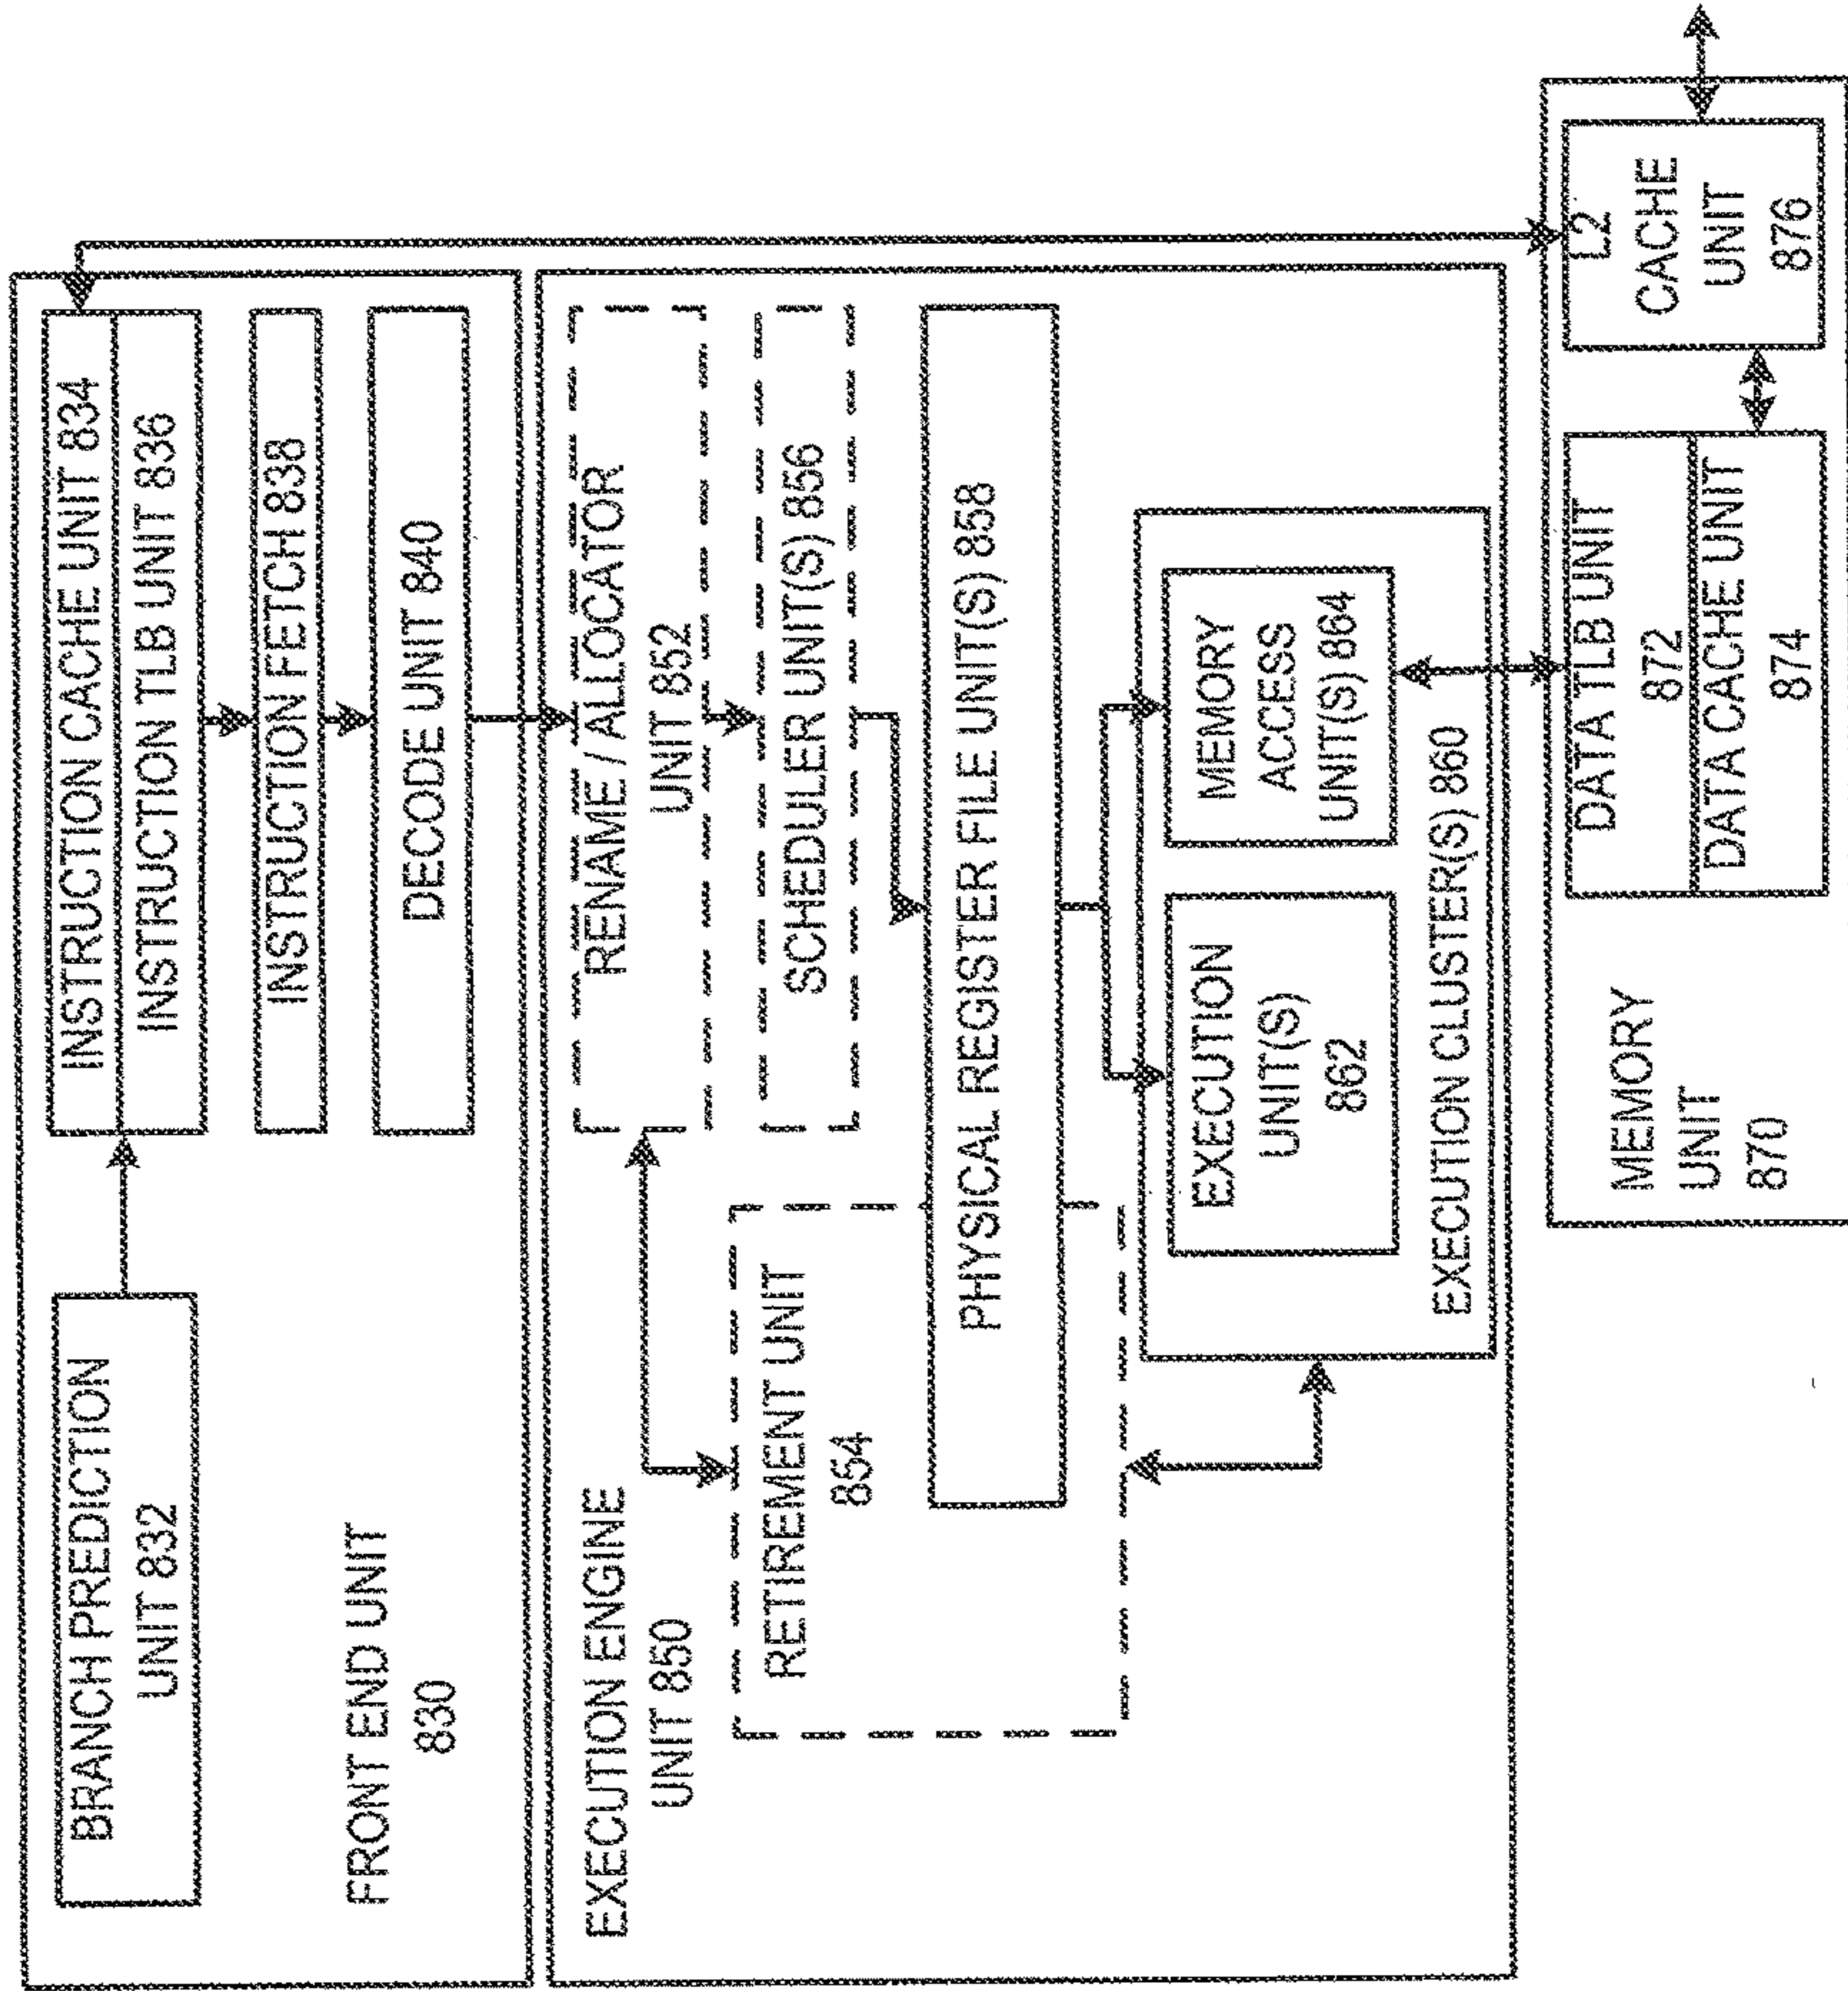 BRANCH PREDICTION
UNIT 832
INSTRUCTION CACHE UNIT 834
INSTRUCTION TLB UNIT 836
INSTRUCTION FETCH 838
DECODE UNIT 840
FRONT END UNIT
830
EXECUTION ENGINE
UNIT 850
RENAME / ALLOCATOR
UNIT 852
RETIREMENT UNIT
854
SCHEDULER UNIT(S) 856
PHYSICAL REGISTER FILE UNIT(S) 858
EXECUTION
UNIT(S)
862
MEMORY
ACCESS
UNIT(S) 864
EXECUTION CLUSTER(S) 860
MEMORY
UNIT
870
DATA TLB UNIT
872
DATA CACHE UNIT
874
L2
CACHE
UNIT
876